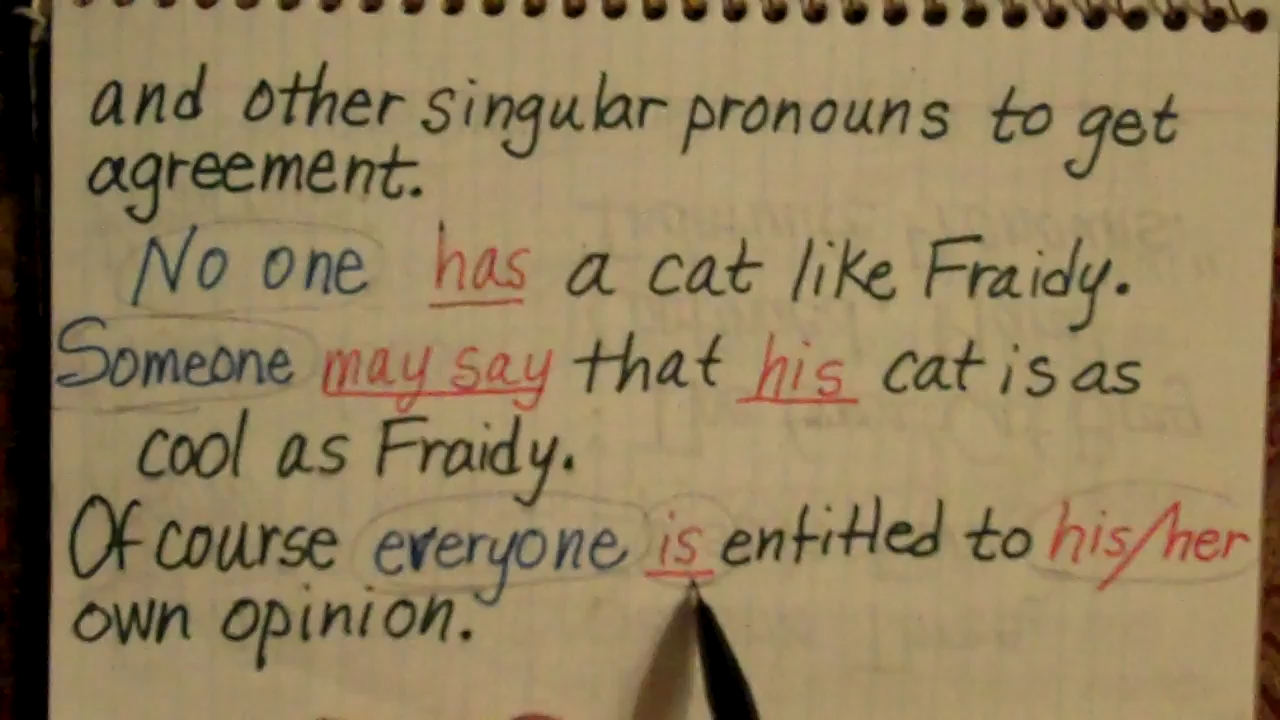 and other singular pronouns to get
agreement.
No one has a cat like Fraidy.
Someone may say that his cat is as
cool as Fraidy.
Of course everyone is entitled to his/her
own opinion.